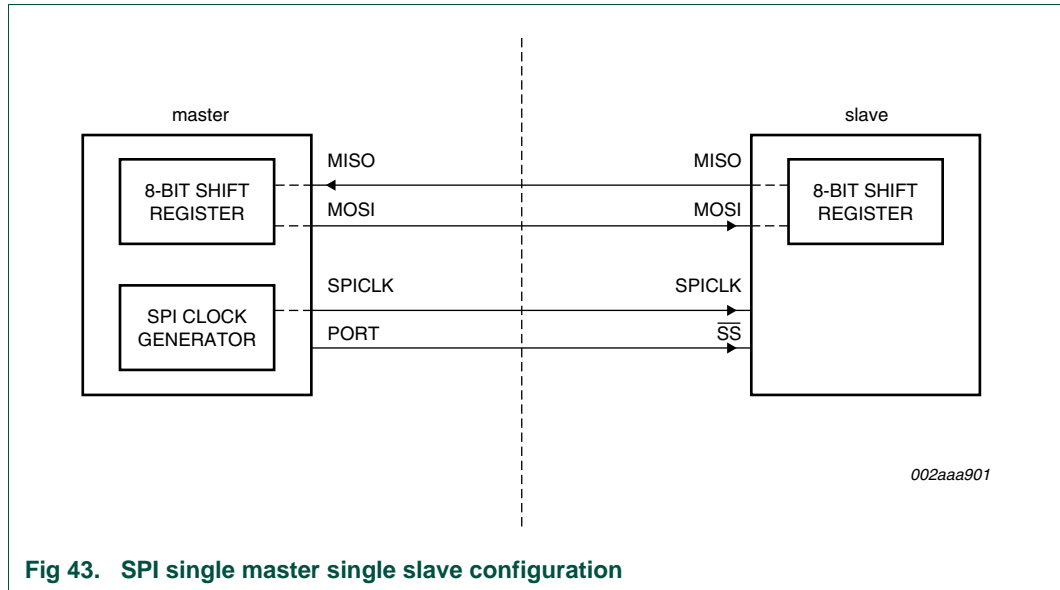 master
slave
MISO
MISO
8-BIT SHIFT
REGISTER
8-BIT SHIFT
REGISTER
MOSI
MOSI
SPICLK
SPICLK
SPI CLOCK
GENERATOR
PORT
SS
002aaa901
Fig 43. SPI single master single slave configuration